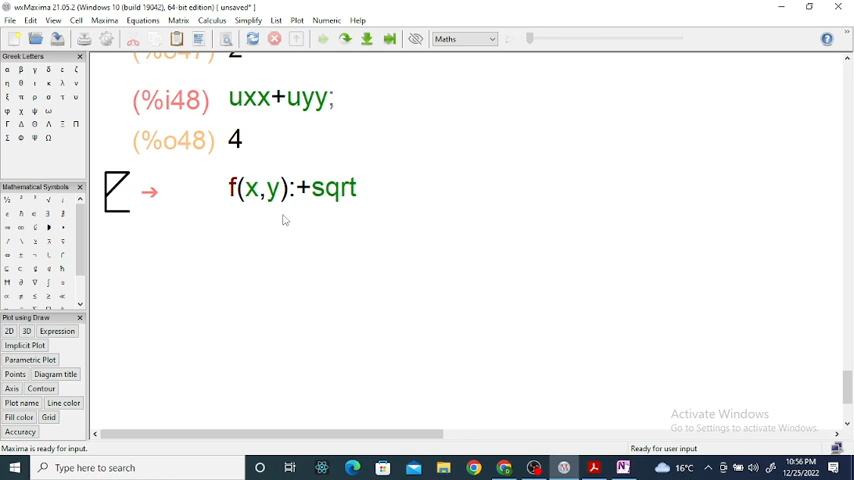 wxMaxima 21.05.2 (Windows 10 (build 19042), 64-bit edition) [ unsaved* ]
File Edit View Cell Maxima Equations Matrix Calculus Simplify List Plot Numeric Help
Maths
Greek Letters
α β γ δ ε ζ
η θ ι κ λ ν
ξ π ρ σ τ υ
φ χ ψ ω
Γ Δ Θ Λ Ξ Π
Σ Φ Ψ Ω
Mathematical Symbols
Plot using Draw
2D 3D Expression
Implicit Plot
Parametric Plot
Points Diagram title
Axis Contour
Plot name Line color
Fill color Grid
Accuracy
(%o47) 2
(%i48) uxx+uyy;
(%o48) 4
f(x,y):+sqrt
Activate Windows
Go to Settings to activate Windows.
Maxima is ready for input.
Ready for user input
Type here to search
16°C
10:56 PM
12/25/2022